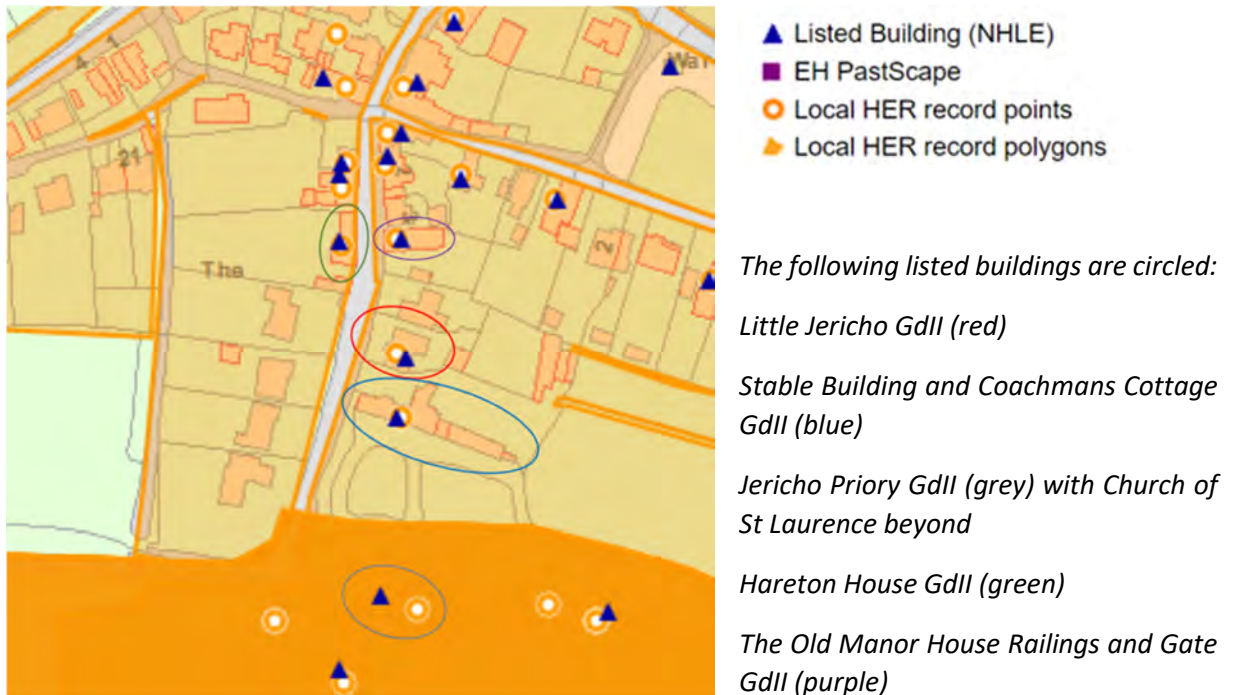 Listed Building (NHLE)
EH PastScape
Local HER record points
Local HER record polygons
The following listed buildings are circled:
Little Jericho GdII (red)
Stable Building and Coachmans Cottage
GdII (blue)
Jericho Priory GdII (grey) with Church of
St Laurence beyond
Hareton House GdII (green)
The Old Manor House Railings and Gate
GdII (purple)
1
4
21
The
2